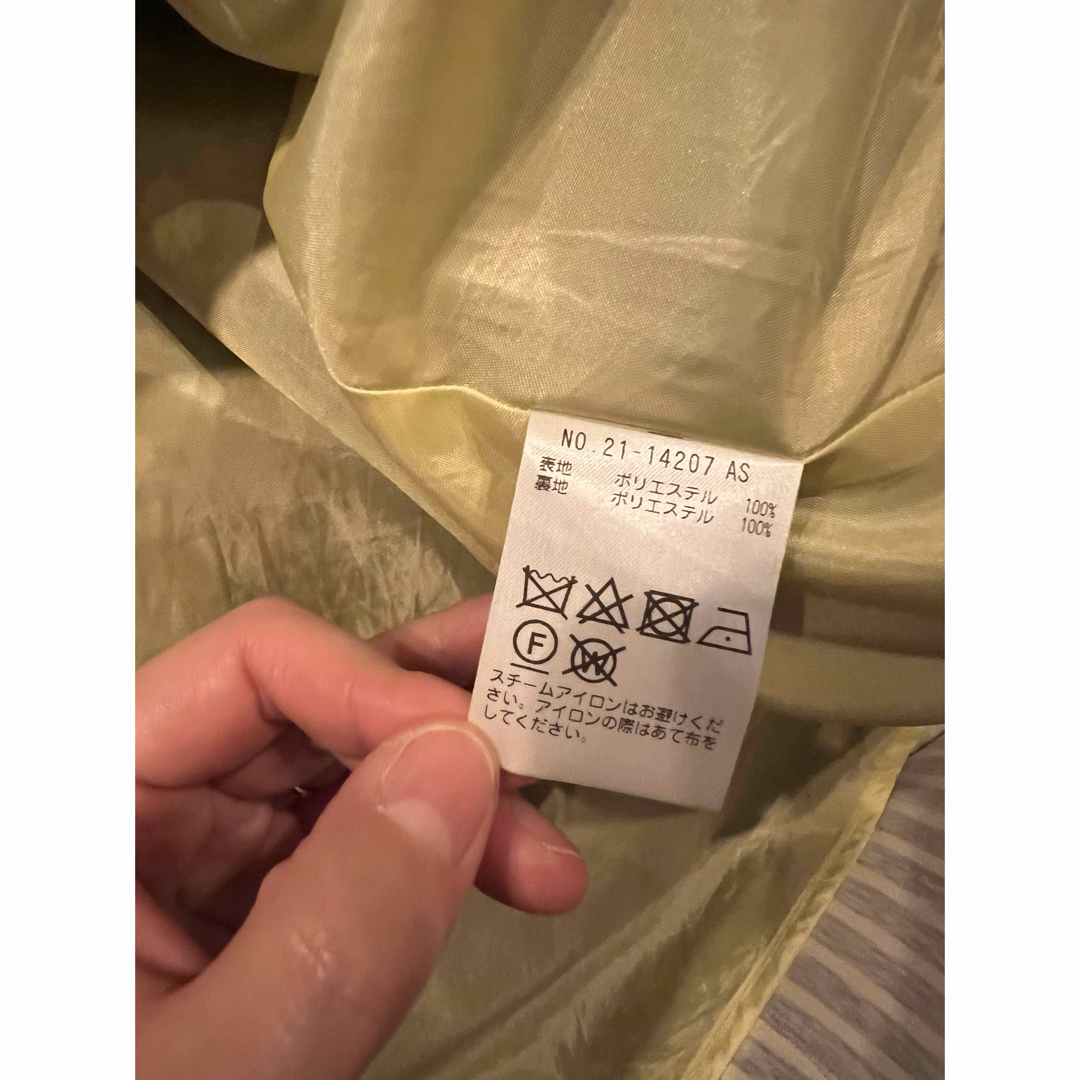 NO.21-14207 AS
表地 ポリエステル 100%
裏地 ポリエステル 100%
F
W
スチームアイロンはお避けくだ
さい。アイロンの際はあて布を
してください。